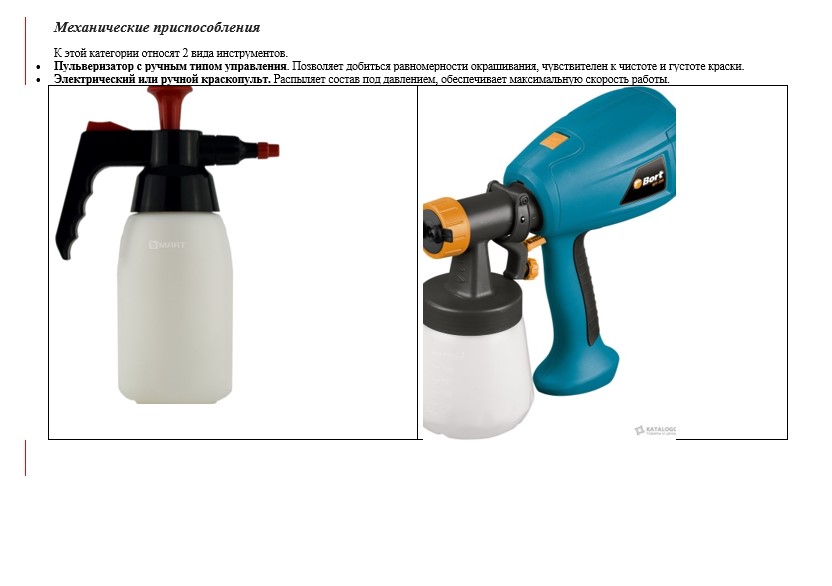 Механические приспособления
К этой категории относят 2 вида инструментов.
• Пульверизатор с ручным типом управления. Позволяет добиться равномерности окрашивания, чувствителен к чистоте и густоте краски.
• Электрический или ручной краскопульт. Распыляет состав под давлением, обеспечивает максимальную скорость работы.
Bort